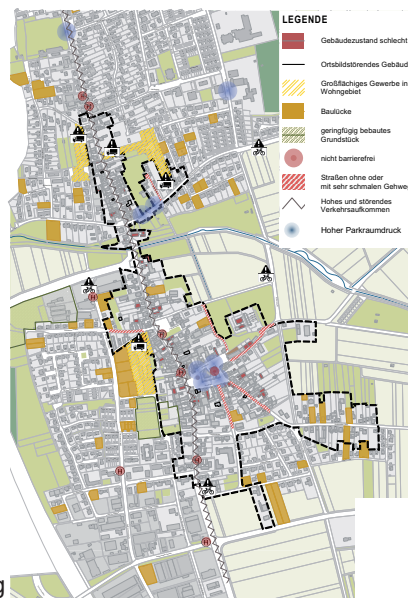 LEGENDE
Gebäudezustand schlecht
Ortsbildstörendes Gebäud
Großflächiges Gewerbe in
Wohngebiet
Baulücke
geringfügig bebautes
Grundstück
nicht barrierefrei
Straßen ohne oder
mit sehr schmalen Gehweg
Hohes und störendes
Verkehrsaufkommen
Hoher Parkraumdruck
H
H
H
H
H
H
H
H
H
g